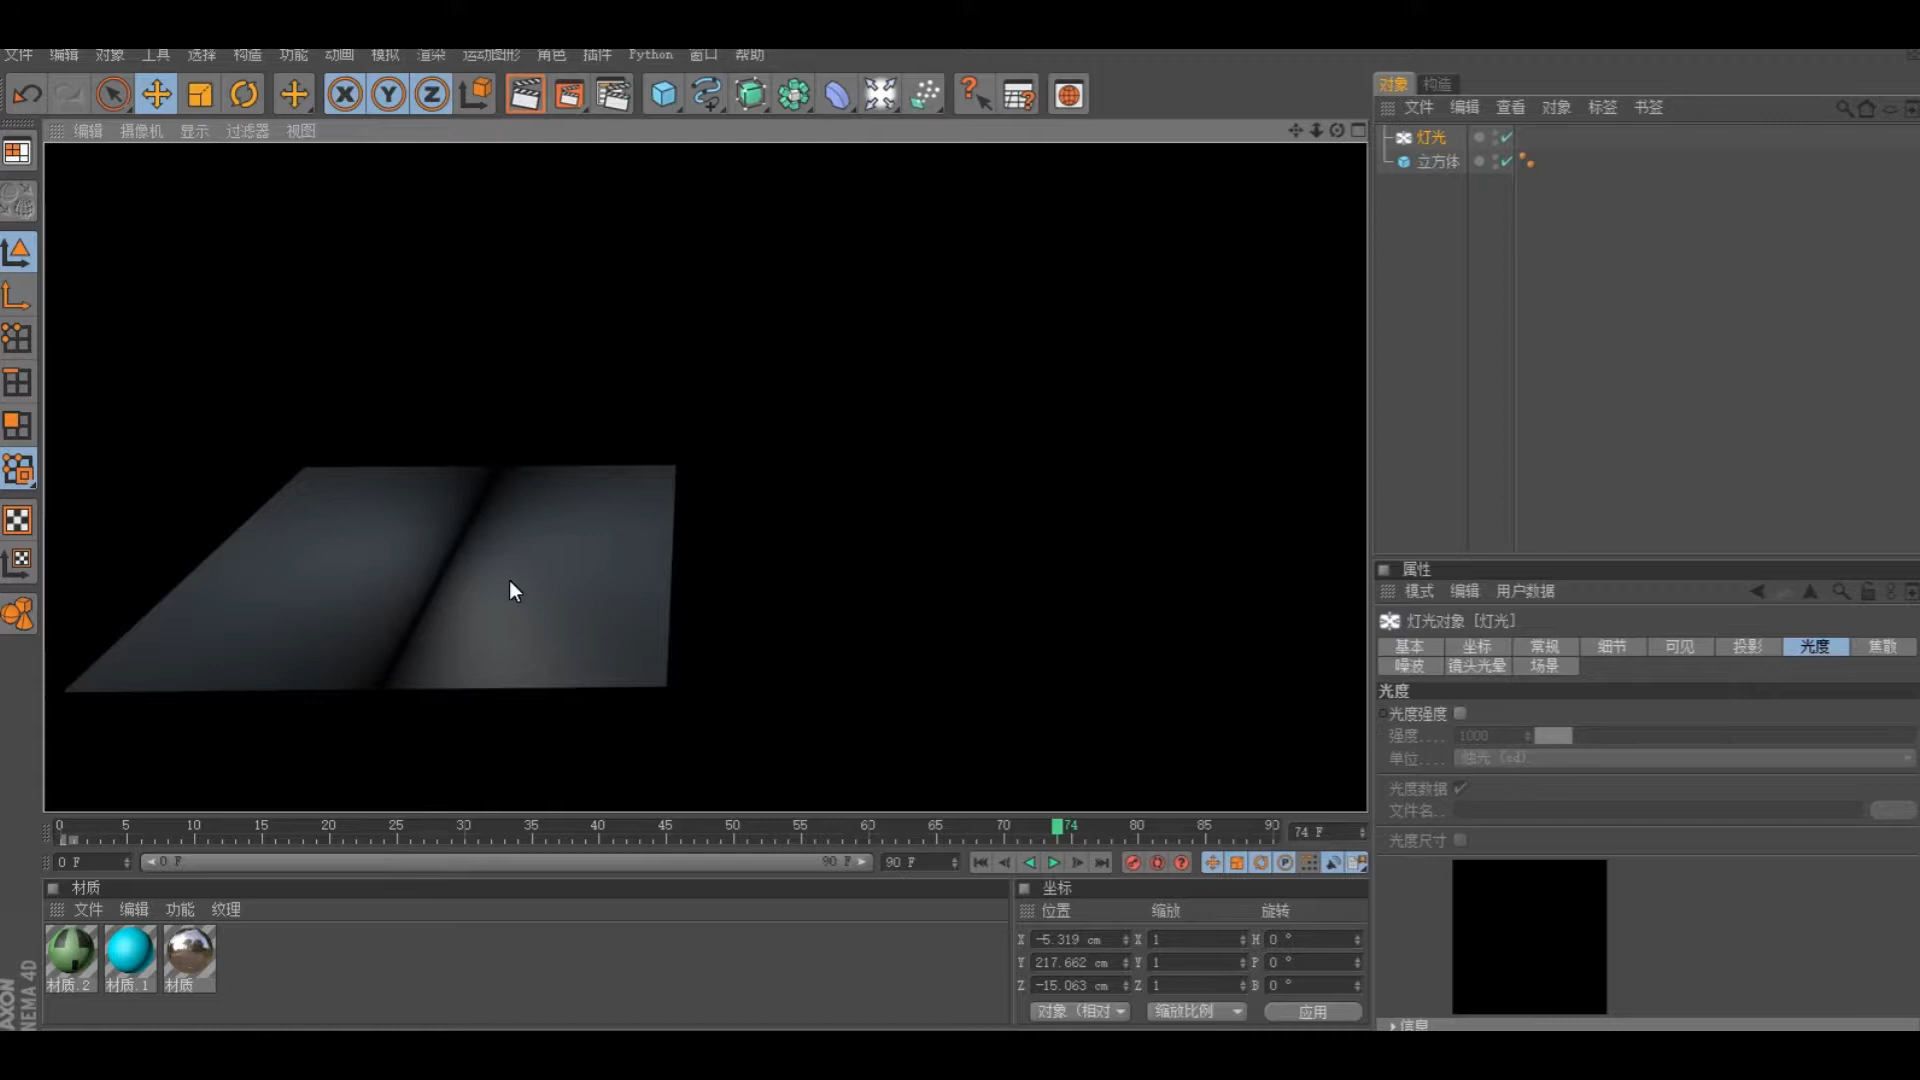 文件 编辑 对象 工具 选择 构造 功能 动画 模拟 渲染 运动图形 角色 插件 Python 窗口 帮助
X Y Z
编辑 摄像机 显示 过滤器 视图
对象 构造
文件 编辑 查看 对象 标签 书签
灯光
立方体
属性
模式 编辑 用户数据
灯光对象 [灯光]
基本 坐标 常规 细节 可见 投影 光度 焦散
噪波 镜头光晕 场景
光度
光度强度
强度.... 1000
单位.... 烛光 (cd)
光度数据
文件名..
光度尺寸
信息
0 5 10 15 20 25 30 35 40 45 50 55 60 65 70 74 80 85 90 74 F
0 F 0 F 90 F 90 F
材质
文件 编辑 功能 纹理
材质.2 材质.1 材质
坐标
位置 缩放 旋转
X -5.319 cm X 1 H 0 °
Y 217.662 cm Y 1 P 0 °
Z -15.063 cm Z 1 B 0 °
对象 (相对 缩放比例 应用
AXON
NEMA 4D